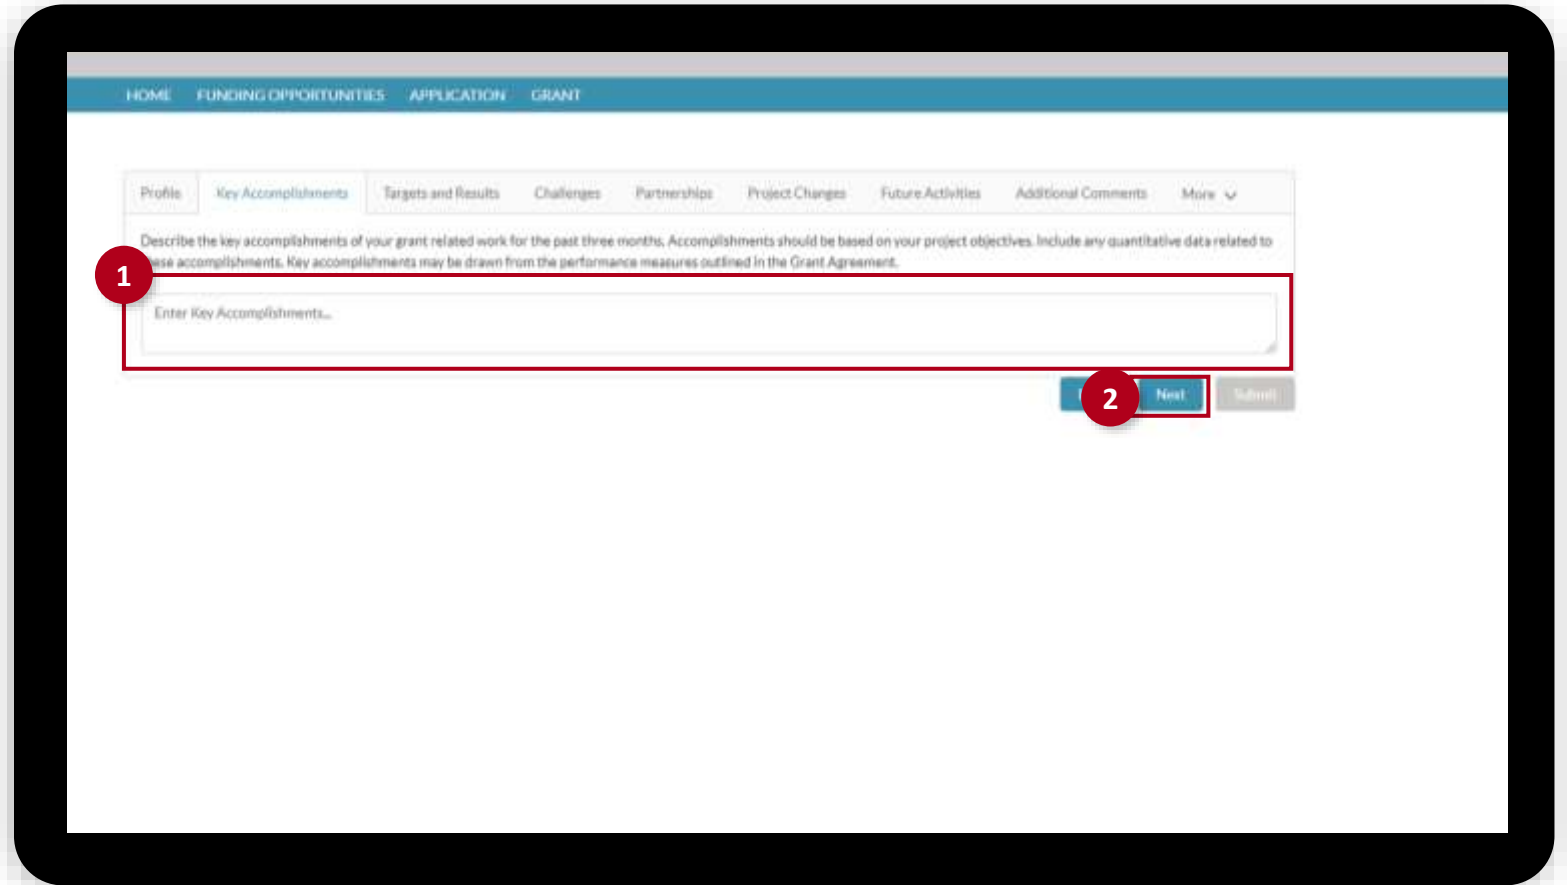 HOME FUNDING OPPORTUNITIES APPLICATION GRANT
Profile Key Accomplishments Targets and Results Challenges Partnerships Project Changes Future Activities Additional Comments More
Describe the key accomplishments of your grant related work for the past three months. Accomplishments should be based on your project objectives. Include any quantitative data related to
accomplishments. Key accomplishments may be drawn from the performance measures outlined in the Grant Agreement.
1
Enter Key Accomplishments...
2 Next Submit